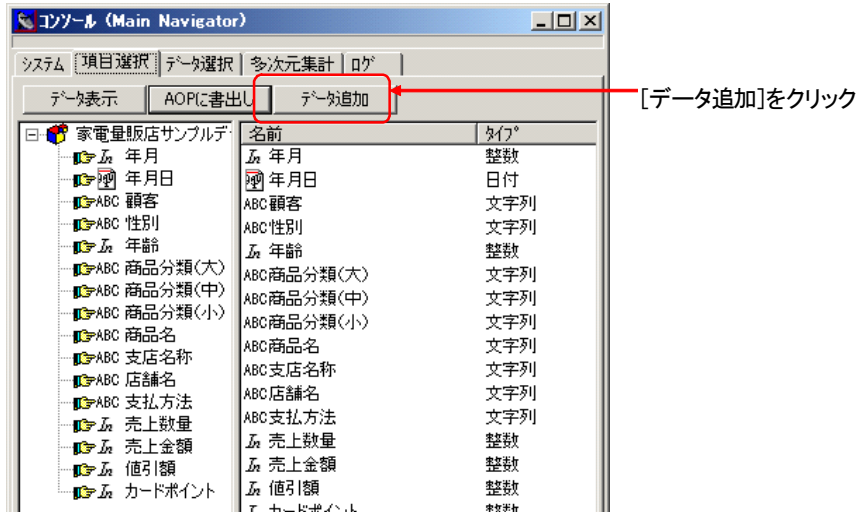 コンソール (Main Navigator)
システム 項目選択 データ選択 多次元集計 ログ
データ表示 AOPに書出し データ追加
[データ追加]をクリック
家電量販店サンプルデ
年月
年月日
ABC 顧客
ABC 性別
年齢
ABC 商品分類(大)
ABC 商品分類(中)
ABC 商品分類(小)
ABC 商品名
ABC 支店名称
ABC 店舗名
ABC 支払方法
売上数量
売上金額
値引額
カードポイント
名前 タイプ
年月 整数
年月日 日付
ABC顧客 文字列
ABC性別 文字列
年齢 整数
ABC商品分類(大) 文字列
ABC商品分類(中) 文字列
ABC商品分類(小) 文字列
ABC商品名 文字列
ABC支店名称 文字列
ABC店舗名 文字列
ABC支払方法 文字列
売上数量 整数
売上金額 整数
値引額 整数
カードポイント 整数